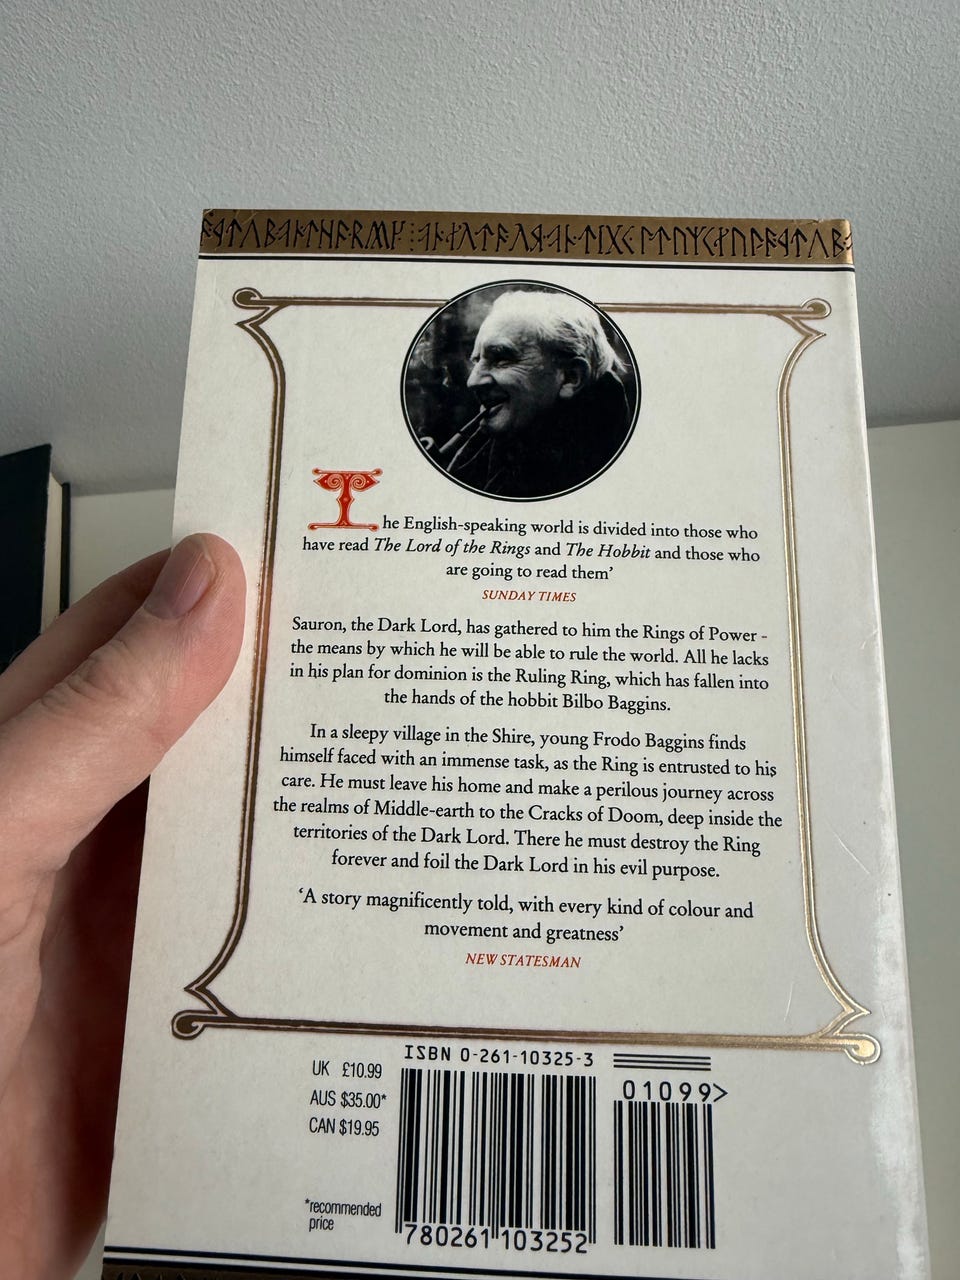 The English-speaking world is divided into those who
have read The Lord of the Rings and The Hobbit and those who
are going to read them’
SUNDAY TIMES
Sauron, the Dark Lord, has gathered to him the Rings of Power -
the means by which he will be able to rule the world. All he lacks
in his plan for dominion is the Ruling Ring, which has fallen into
the hands of the hobbit Bilbo Baggins.
In a sleepy village in the Shire, young Frodo Baggins finds
himself faced with an immense task, as the Ring is entrusted to his
care. He must leave his home and make a perilous journey across
the realms of Middle-earth to the Cracks of Doom, deep inside the
territories of the Dark Lord. There he must destroy the Ring
forever and foil the Dark Lord in his evil purpose.
‘A story magnificently told, with every kind of colour and
movement and greatness’
NEW STATESMAN
ISBN 0-261-10325-3
UK £10.99
AUS $35.00*
CAN $19.95
*recommended
price
01099>
780261 103252